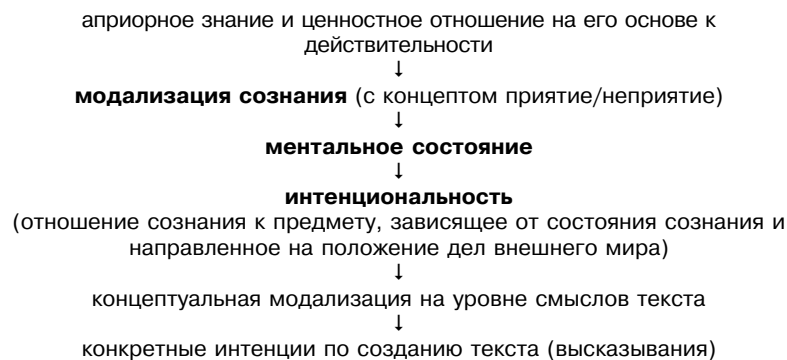 априорное знание и ценностное отношение на его основе к
действительности
↓
модализация сознания (с концептом приятие/неприятие)
↓
ментальное состояние
↓
интенциональность
(отношение сознания к предмету, зависящее от состояния сознания и
направленное на положение дел внешнего мира)
↓
концептуальная модализация на уровне смыслов текста
↓
конкретные интенции по созданию текста (высказывания)